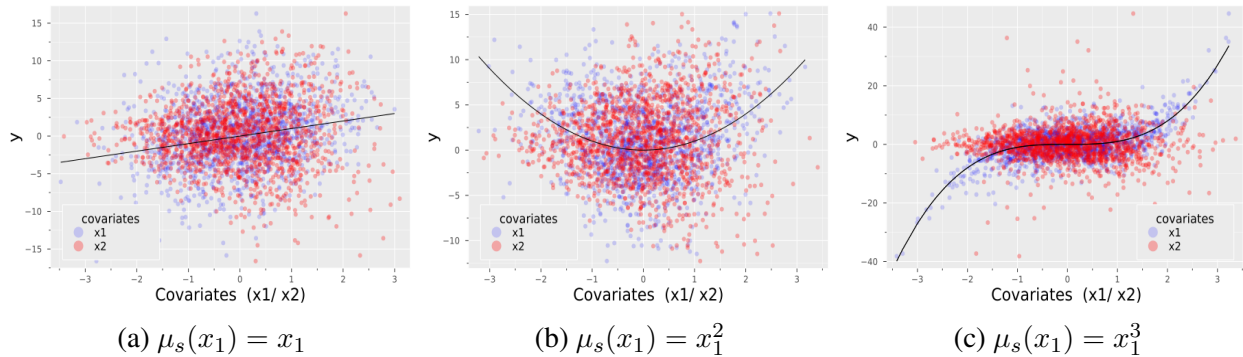 15
10
5
0
−5
−10
−15
y
covariates
x1
x2
−3 −2 −1 0 1 2 3
Covariates (x1/ x2)
(a) μₛ(x₁) = x₁
15
10
5
0
−5
−10
y
covariates
x1
x2
−3 −2 −1 0 1 2 3
Covariates (x1/ x2)
(b) μₛ(x₁) = x₁²
40
20
0
−20
−40
y
covariates
x1
x2
−3 −2 −1 0 1 2 3
Covariates (x1/ x2)
(c) μₛ(x₁) = x₁³